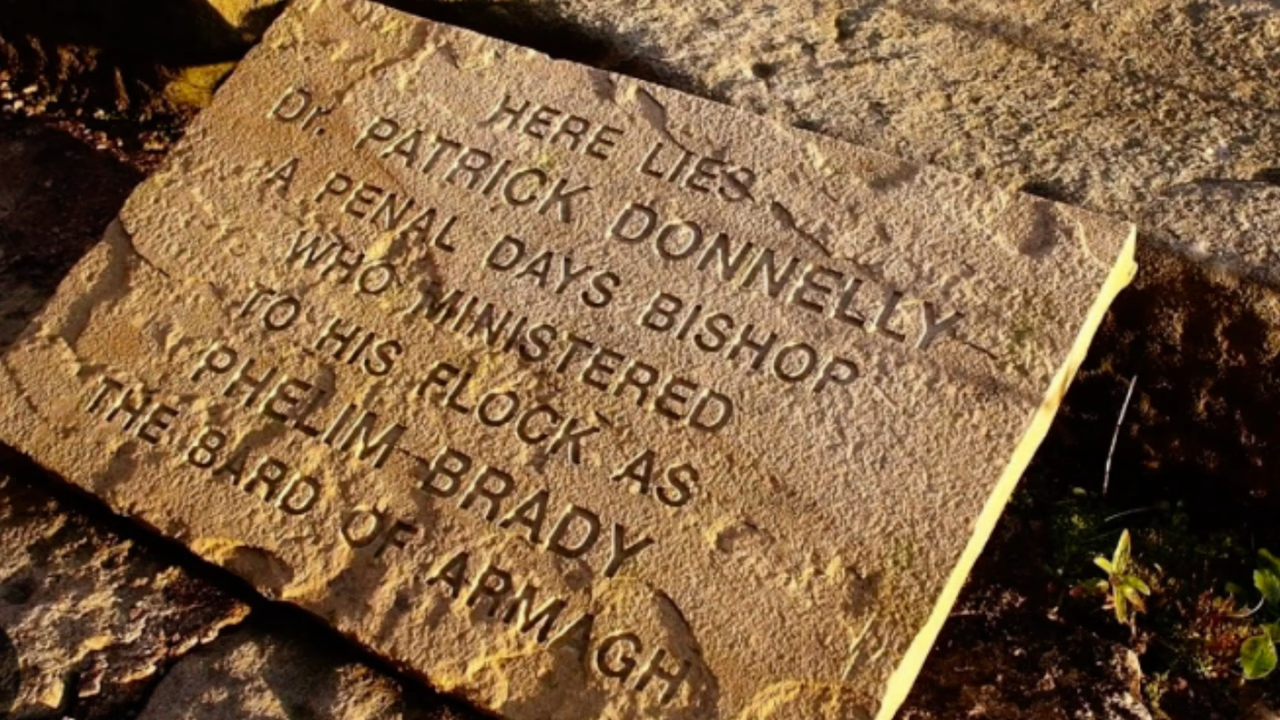 HERE LIES
Dr. PATRICK DONNELLY
A PENAL DAYS BISHOP
WHO MINISTERED
TO HIS FLOCK AS
PHELIM BRADY
THE BARD OF ARMAGH